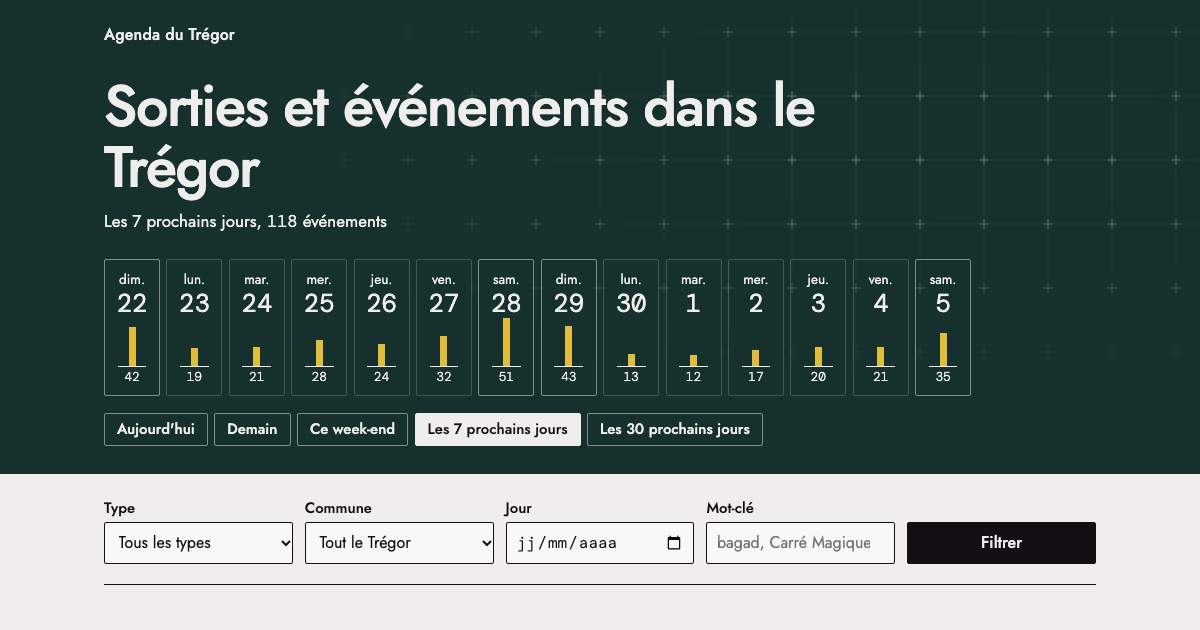 Agenda du Trégor
Sorties et événements dans le
Trégor
Les 7 prochains jours, 118 événements
dim. lun. mar. mer. jeu. ven. sam. dim. lun. mar. mer. jeu. ven. sam.
22 23 24 25 26 27 28 29 30 1 2 3 4 5
42 19 21 28 24 32 51 43 13 12 17 20 21 35
Aujourd'hui Demain Ce week-end Les 7 prochains jours Les 30 prochains jours
Type Commune Jour Mot-clé
Tous les types Tout le Trégor jj/mm/aaaa bagad, Carré Magique Filtrer